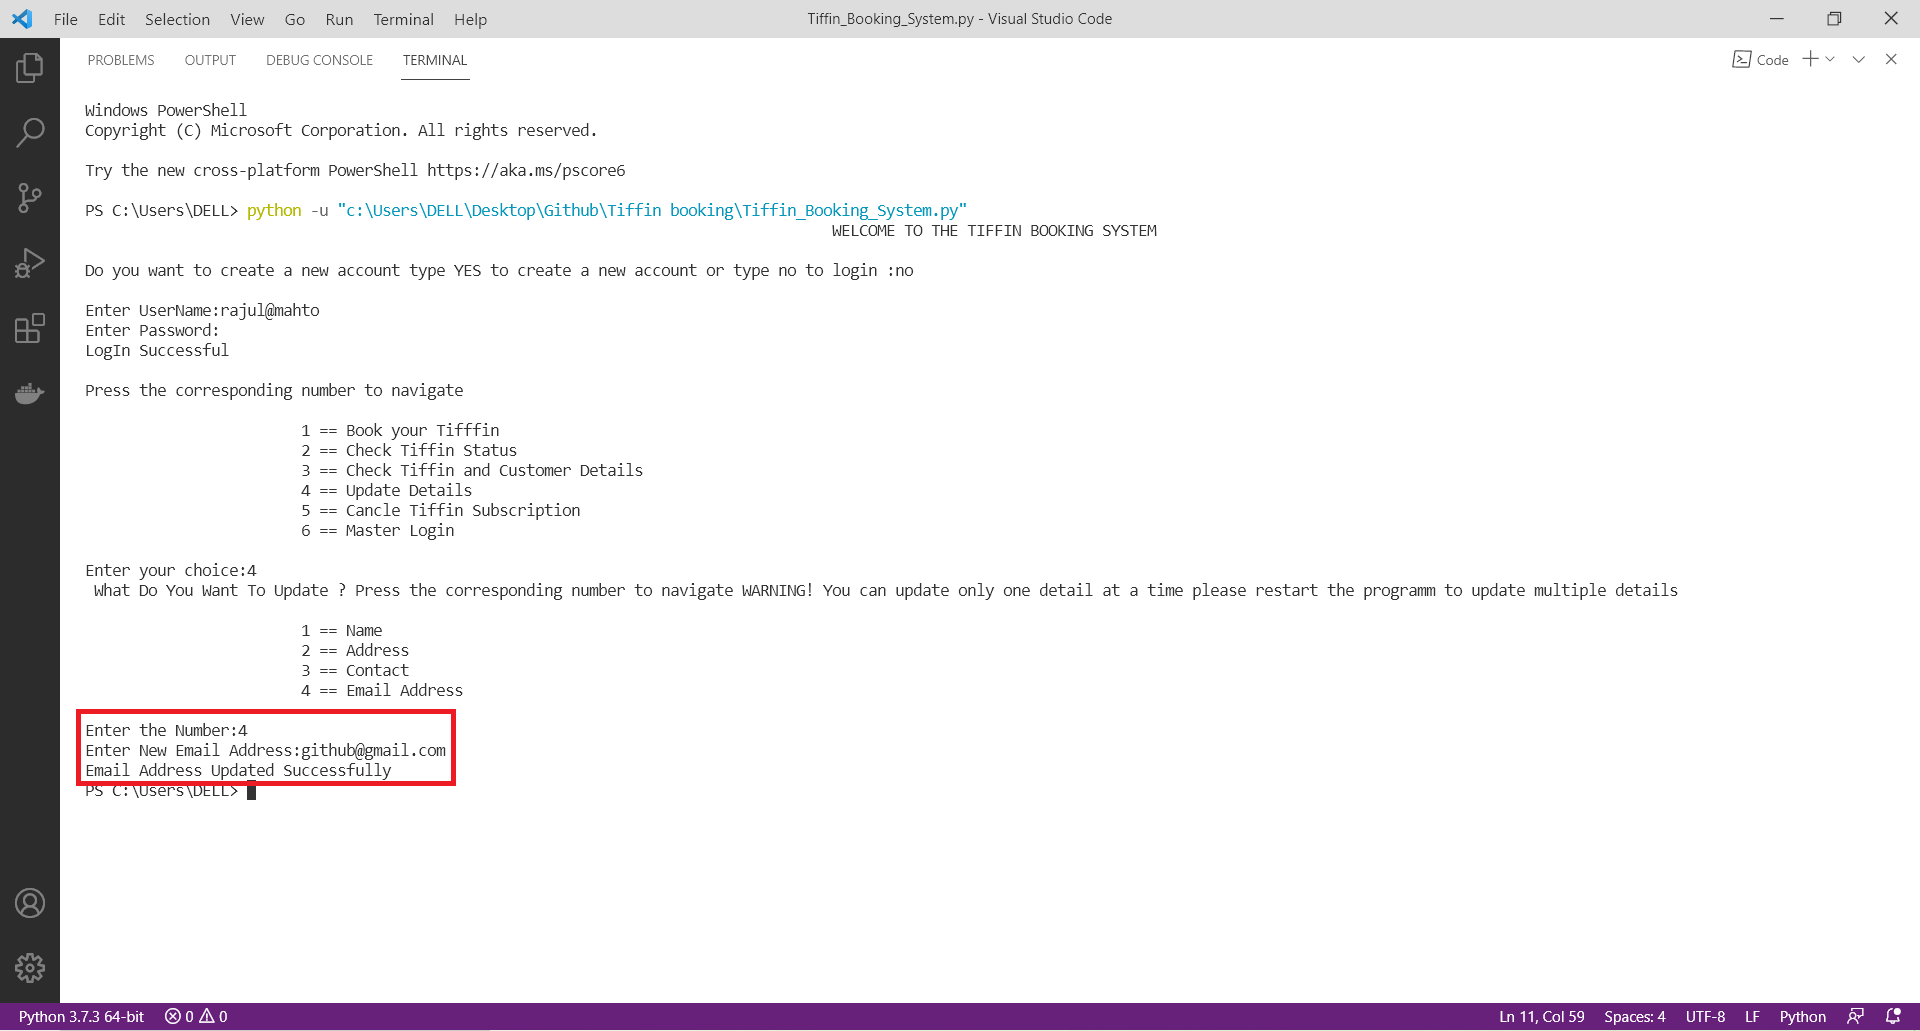 File Edit Selection View Go Run Terminal Help
Tiffin_Booking_System.py - Visual Studio Code
PROBLEMS OUTPUT DEBUG CONSOLE TERMINAL
Code
Windows PowerShell
Copyright (C) Microsoft Corporation. All rights reserved.
Try the new cross-platform PowerShell https://aka.ms/pscore6
PS C:\Users\DELL> python -u "c:\Users\DELL\Desktop\Github\Tiffin booking\Tiffin_Booking_System.py"
WELCOME TO THE TIFFIN BOOKING SYSTEM
Do you want to create a new account type YES to create a new account or type no to login :no
Enter UserName:rajul@mahto
Enter Password:
LogIn Successful
Press the corresponding number to navigate
1 == Book your Tifffin
2 == Check Tiffin Status
3 == Check Tiffin and Customer Details
4 == Update Details
5 == Cancle Tiffin Subscription
6 == Master Login
Enter your choice:4
What Do You Want To Update ? Press the corresponding number to navigate WARNING! You can update only one detail at a time please restart the programm to update multiple details
1 == Name
2 == Address
3 == Contact
4 == Email Address
Enter the Number:4
Enter New Email Address:github@gmail.com
Email Address Updated Successfully
PS C:\Users\DELL>
Python 3.7.3 64-bit 0 0 Ln 11, Col 59 Spaces: 4 UTF-8 LF Python